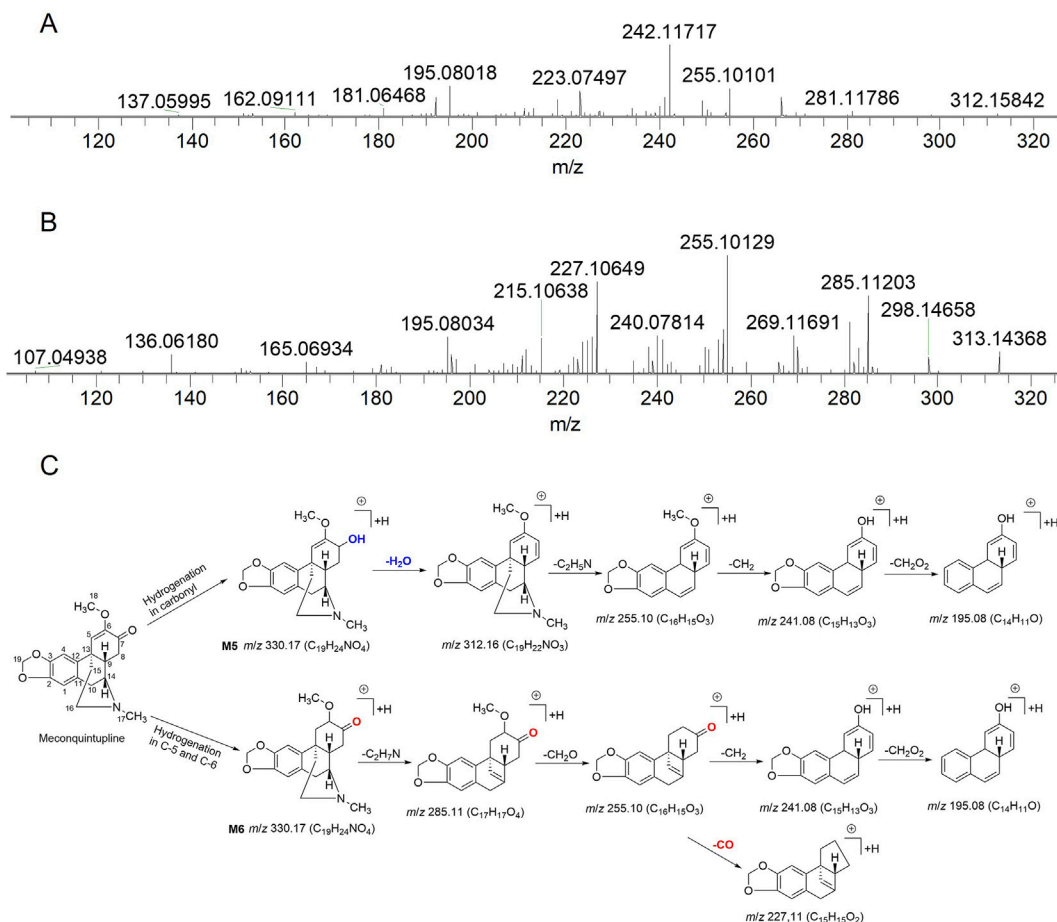 A
137.05995 162.09111 181.06468 195.08018 223.07497 242.11717 255.10101 281.11786 312.15842
120 140 160 180 200 220 240 260 280 300 320
m/z
B
107.04938 136.06180 165.06934 195.08034 215.10638 227.10649 240.07814 255.10129 269.11691 285.11203 298.14658 313.14368
120 140 160 180 200 220 240 260 280 300 320
m/z
C
Hydrogenation
in carbonyl
H₃C O OH +H
O O H H N CH₃
M5 m/z 330.17 (C₁₉H₂₄NO₄)
-H₂O
H₃C O +H
O O H H N CH₃
m/z 312.16 (C₁₉H₂₂NO₃)
-C₂H₅N
H₃C O +H
O O H
m/z 255.10 (C₁₆H₁₅O₃)
-CH₂
OH +H
O O H
m/z 241.08 (C₁₅H₁₃O₃)
-CH₂O₂
OH +H
H
m/z 195.08 (C₁₄H₁₁O)
18
H₃C O O
5 6 7 8 13 4 3 12 9 19 O O 15 2 11 14 1 10 H H
16 N CH₃ 17
Meconquintupline
Hydrogenation
in C-5 and C-6
H₃C O O +H
O O H H N CH₃
M6 m/z 330.17 (C₁₉H₂₄NO₄)
-C₂H₇N
H₃C O O +H
O O H
m/z 285.11 (C₁₇H₁₇O₄)
-CH₂O
O +H
O O H
m/z 255.10 (C₁₆H₁₅O₃)
-CH₂
OH +H
O O H
m/z 241.08 (C₁₅H₁₃O₃)
-CH₂O₂
OH +H
H
m/z 195.08 (C₁₄H₁₁O)
-CO
+H
O O H
m/z 227,11 (C₁₅H₁₅O₂)